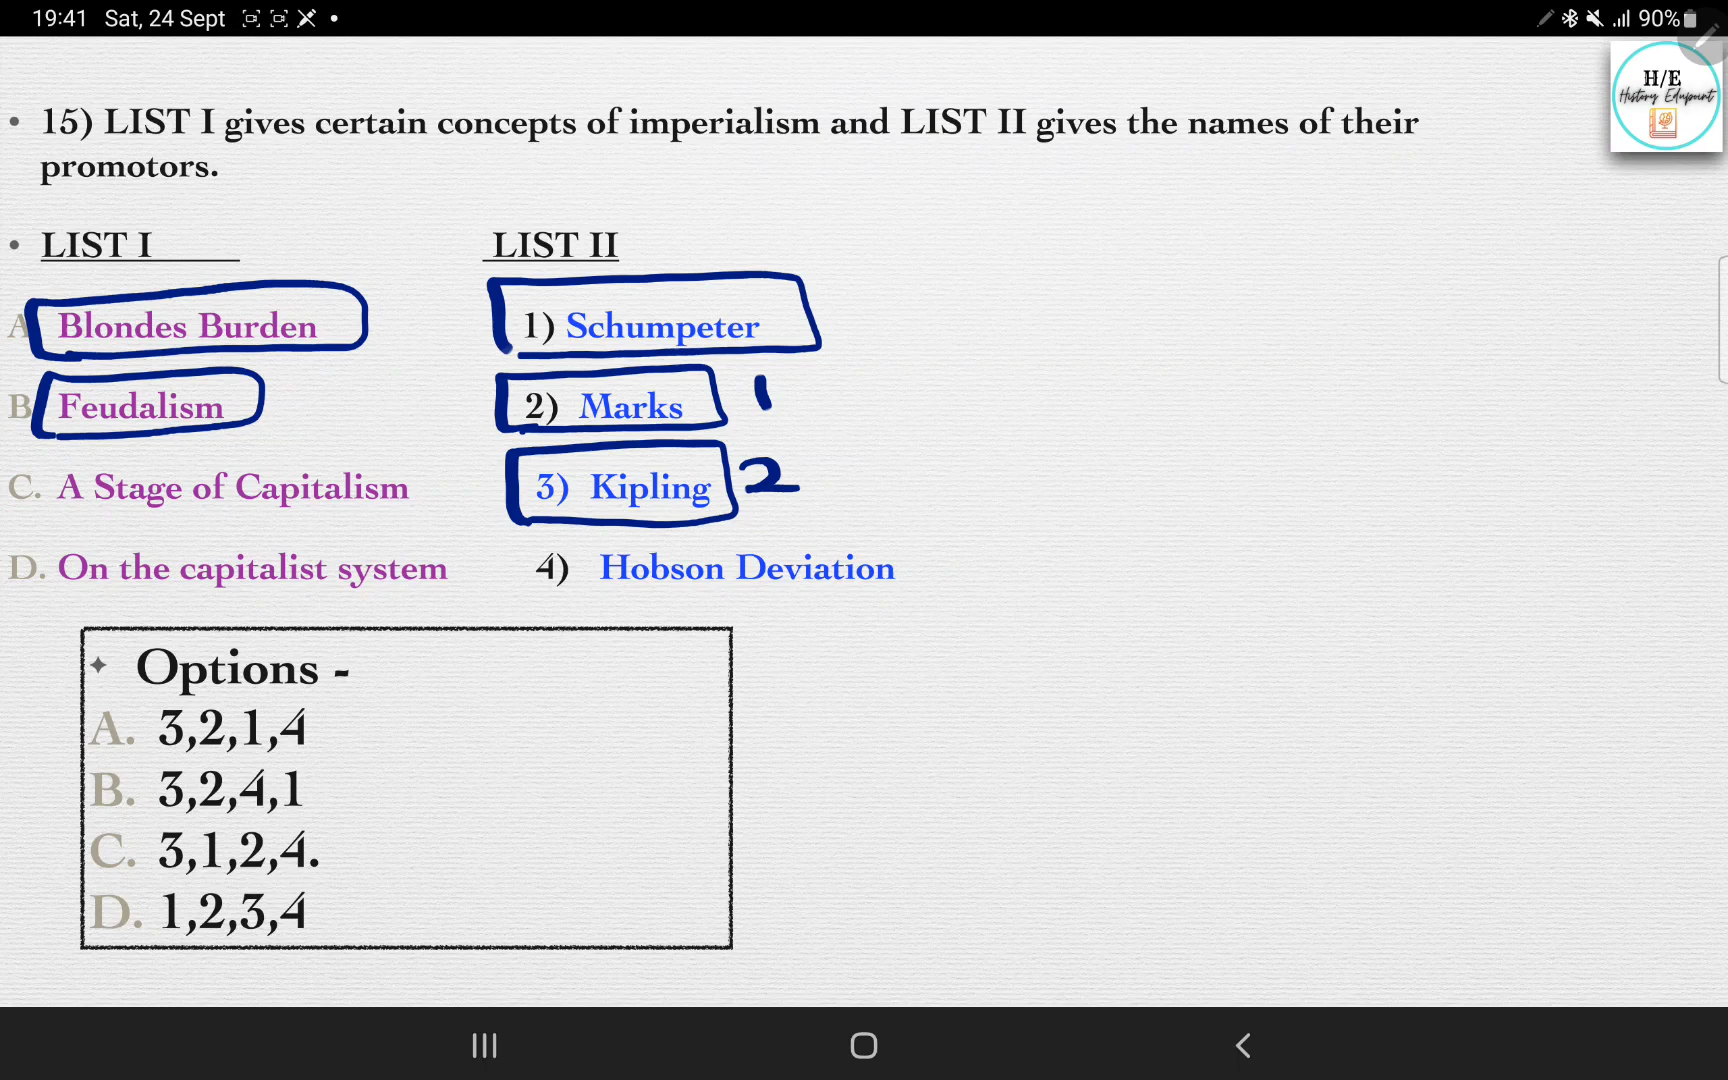 19:41 Sat, 24 Sept
90%
H/E
History Edupoint
• 15) LIST I gives certain concepts of imperialism and LIST II gives the names of their
promotors.
• LIST I LIST II
A Blondes Burden 1) Schumpeter
B Feudalism 2) Marks 1
C. A Stage of Capitalism 3) Kipling 2
D. On the capitalist system 4) Hobson Deviation
Options -
A. 3,2,1,4
B. 3,2,4,1
C. 3,1,2,4.
D. 1,2,3,4